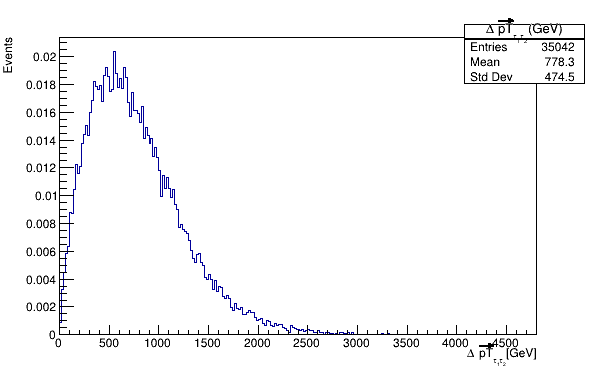 Δ pT τ₁τ₂ (GeV)
Entries 35042
Mean 778.3
Std Dev 474.5
Events
0.02
0.018
0.016
0.014
0.012
0.01
0.008
0.006
0.004
0.002
0
0 500 1000 1500 2000 2500 3000 3500 4000 4500
Δ pT τ₁τ₂ [GeV]